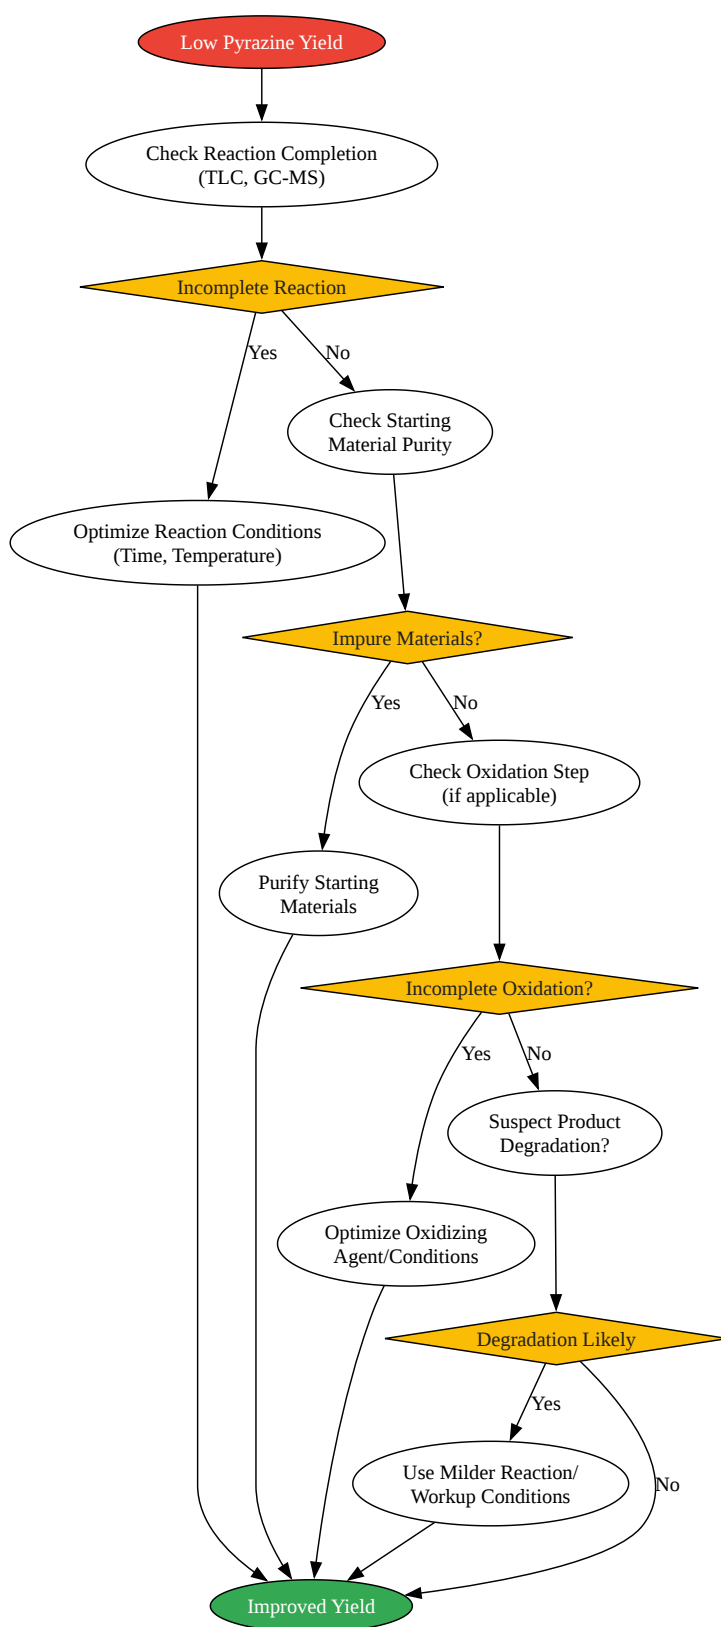 Low Pyrazine Yield
Check Reaction Completion
(TLC, GC-MS)
Incomplete Reaction
Yes
No
Check Starting
Material Purity
Optimize Reaction Conditions
(Time, Temperature)
Impure Materials?
Yes
No
Check Oxidation Step
(if applicable)
Purify Starting
Materials
Incomplete Oxidation?
Yes
No
Suspect Product
Degradation?
Optimize Oxidizing
Agent/Conditions
Degradation Likely
Yes
Use Milder Reaction/
Workup Conditions
No
Improved Yield